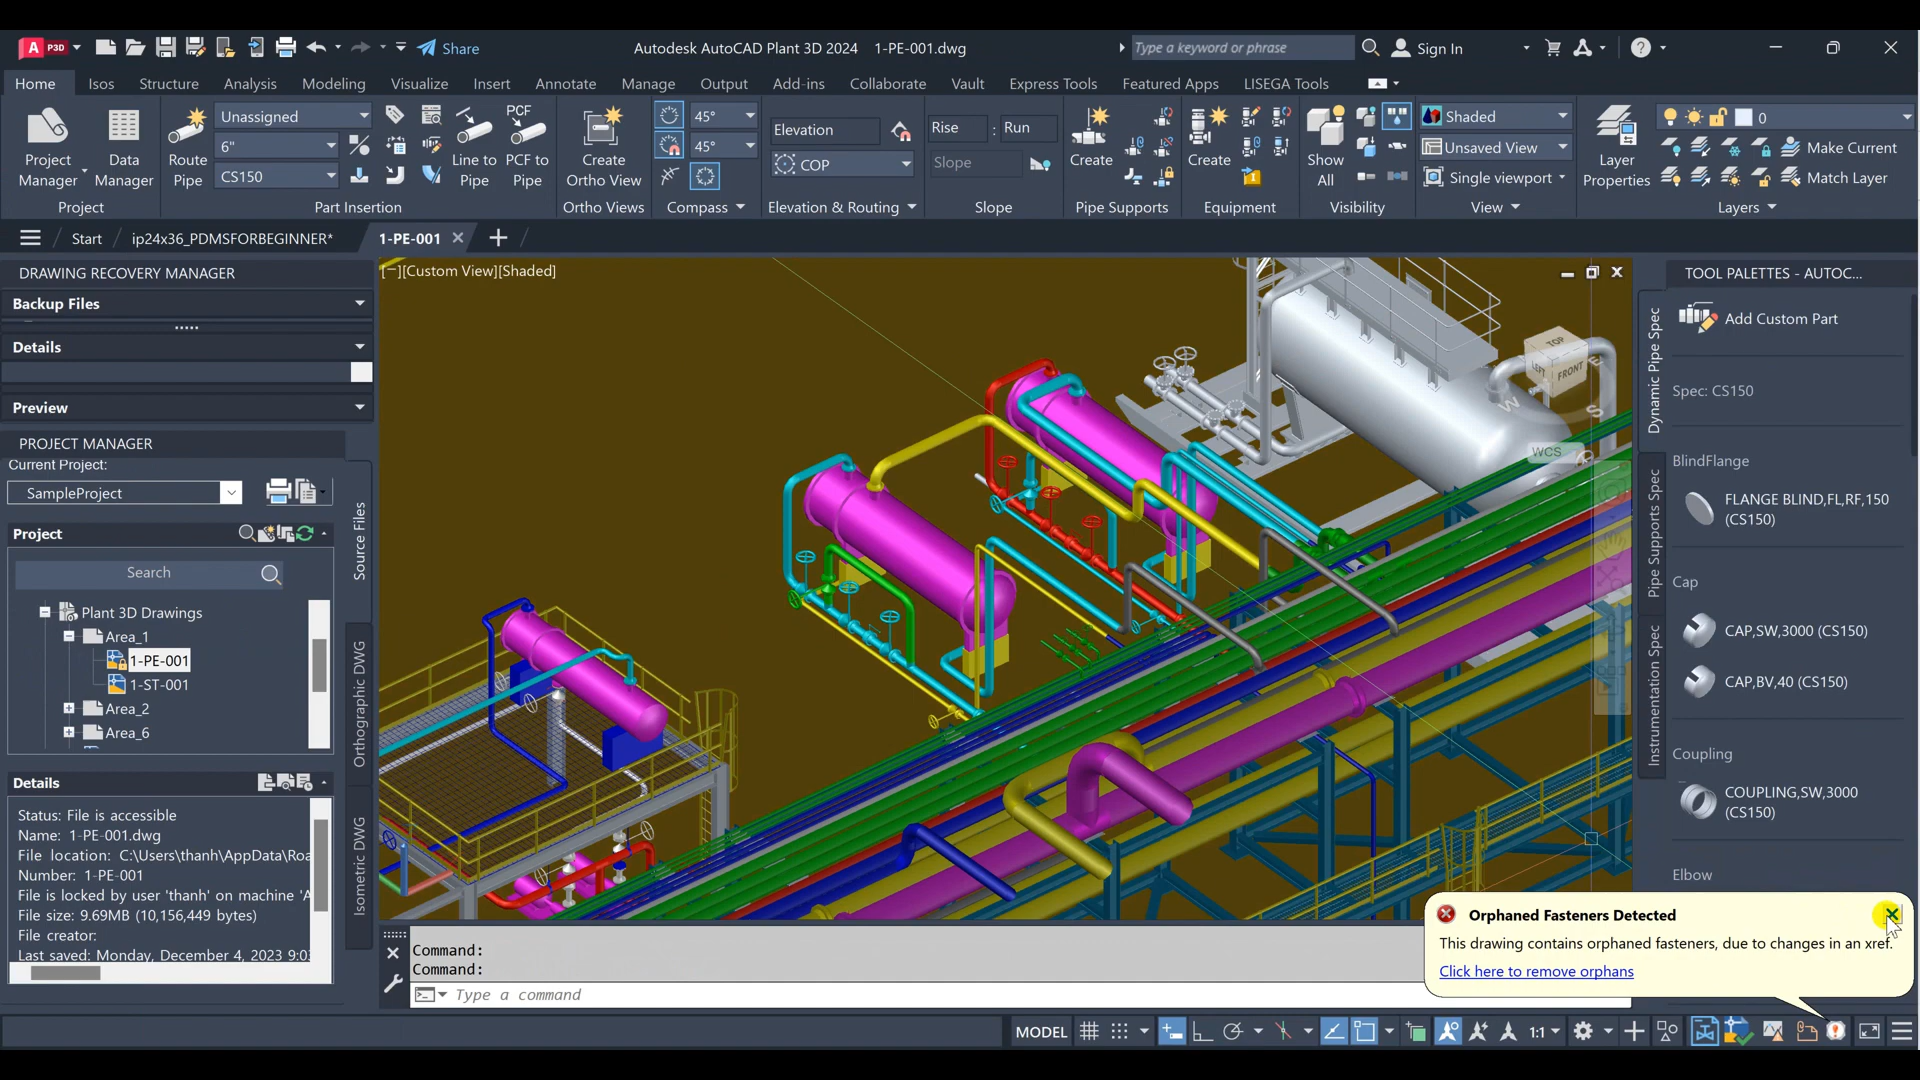 A P3D
Share
Autodesk AutoCAD Plant 3D 2024 1-PE-001.dwg
Type a keyword or phrase
Sign In
Home Isos Structure Analysis Modeling Visualize Insert Annotate Manage Output Add-ins Collaborate Vault Express Tools Featured Apps LISEGA Tools
Project Manager
Data Manager
Project
Route Pipe
Unassigned
6"
CS150
Line to Pipe
PCF
PCF to Pipe
Part Insertion
Create Ortho View
Ortho Views
45°
45°
Compass
Elevation
COP
Elevation & Routing
Rise : Run
Slope
Slope
Create
Pipe Supports
Create
Equipment
Show All
Visibility
Shaded
Unsaved View
Single viewport
View
Layer Properties
0
Make Current
Match Layer
Layers
Start
ip24x36_PDMSFORBEGINNER*
1-PE-001
DRAWING RECOVERY MANAGER
Backup Files
Details
Preview
PROJECT MANAGER
Current Project:
SampleProject
Project
Search
Plant 3D Drawings
Area_1
1-PE-001
1-ST-001
Area_2
Area_6
Details
Status: File is accessible
Name: 1-PE-001.dwg
File location: C:\Users\thanh\AppData\Roa
Number: 1-PE-001
File is locked by user 'thanh' on machine 'A
File size: 9.69MB (10,156,449 bytes)
File creator:
Last saved: Monday, December 4, 2023 9:0
Source Files
Orthographic DWG
Isometric DWG
[−][Custom View][Shaded]
TOP
LEFT
FRONT
W
S
E
WCS
TOOL PALETTES - AUTOC...
Dynamic Pipe Spec
Pipe Supports Spec
Instrumentation Spec
Add Custom Part
Spec: CS150
BlindFlange
FLANGE BLIND,FL,RF,150
(CS150)
Cap
CAP,SW,3000 (CS150)
CAP,BV,40 (CS150)
Coupling
COUPLING,SW,3000
(CS150)
Elbow
Orphaned Fasteners Detected
This drawing contains orphaned fasteners, due to changes in an xref.
Click here to remove orphans
Command:
Command:
Type a command
MODEL
1:1